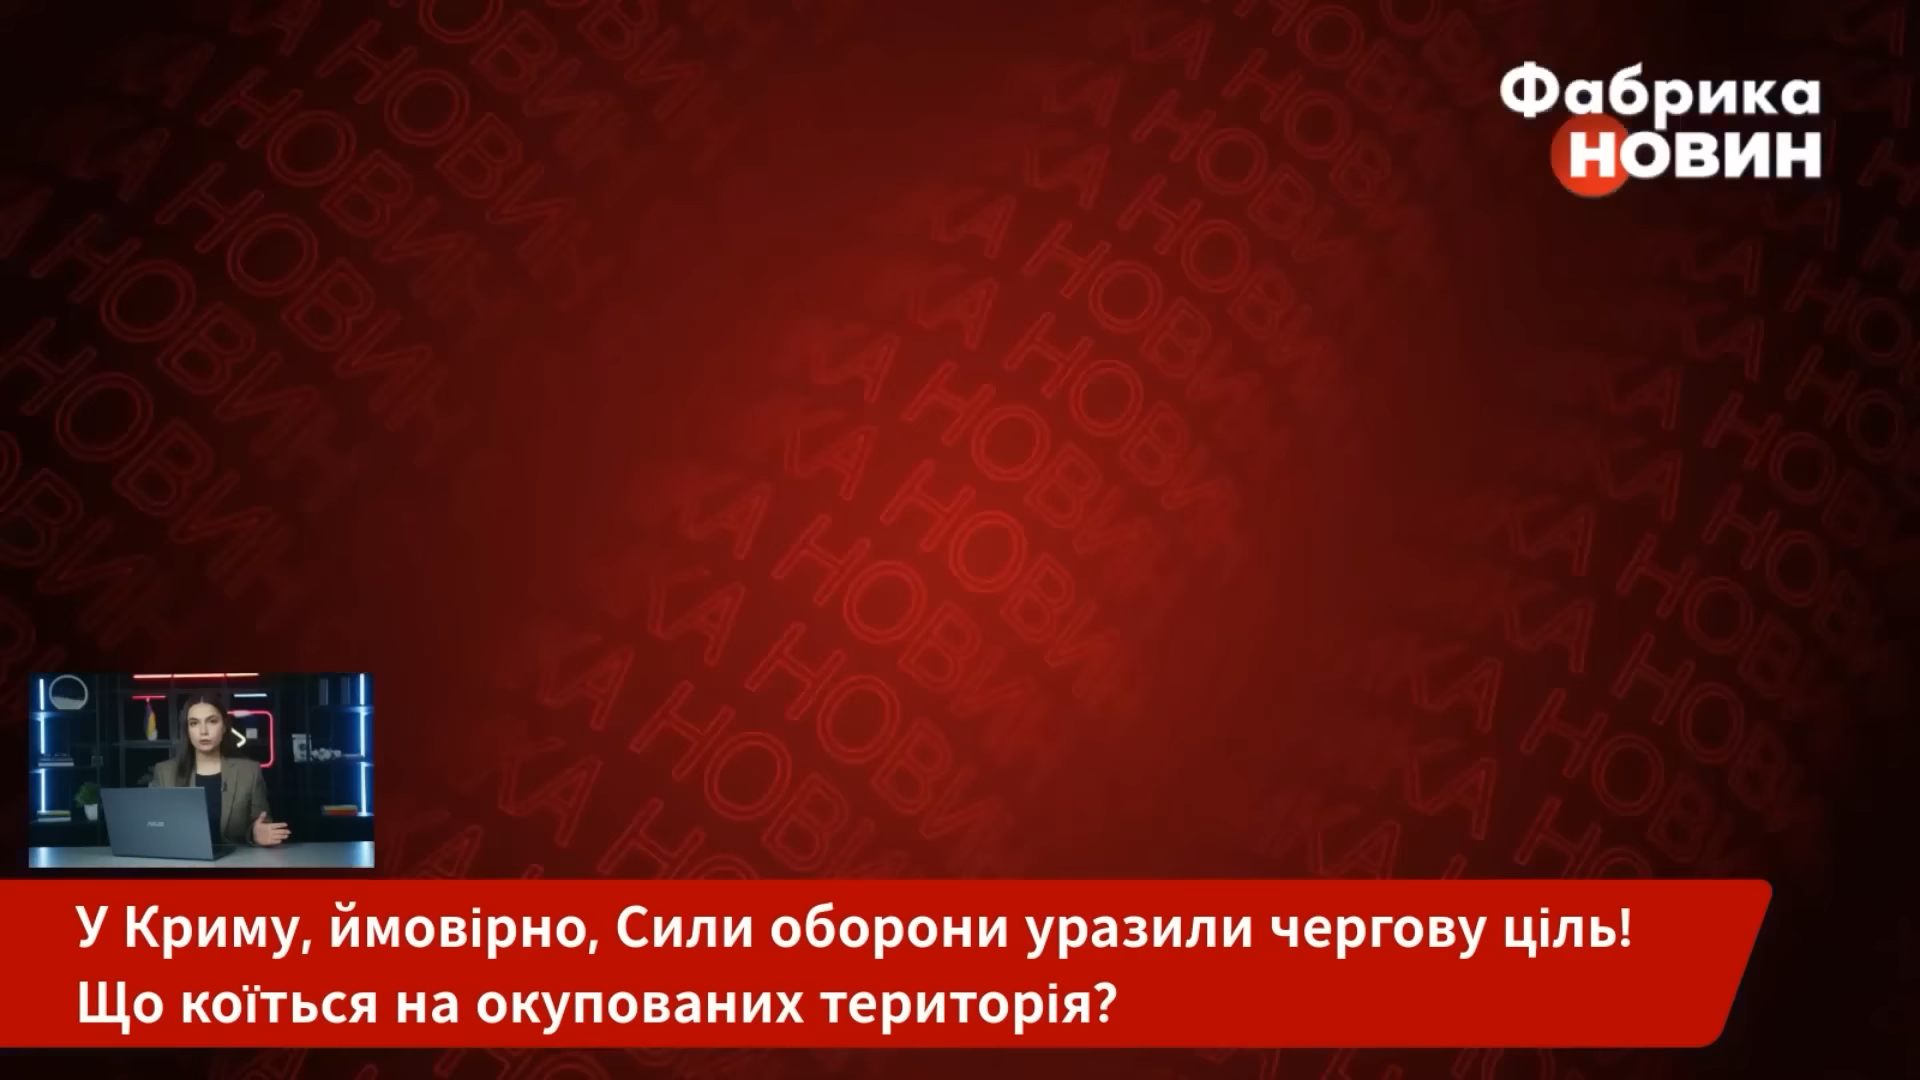 Фабрика
НОВИН
У Криму, ймовірно, Сили оборони уразили чергову ціль!
Що коїться на окупованих територія?